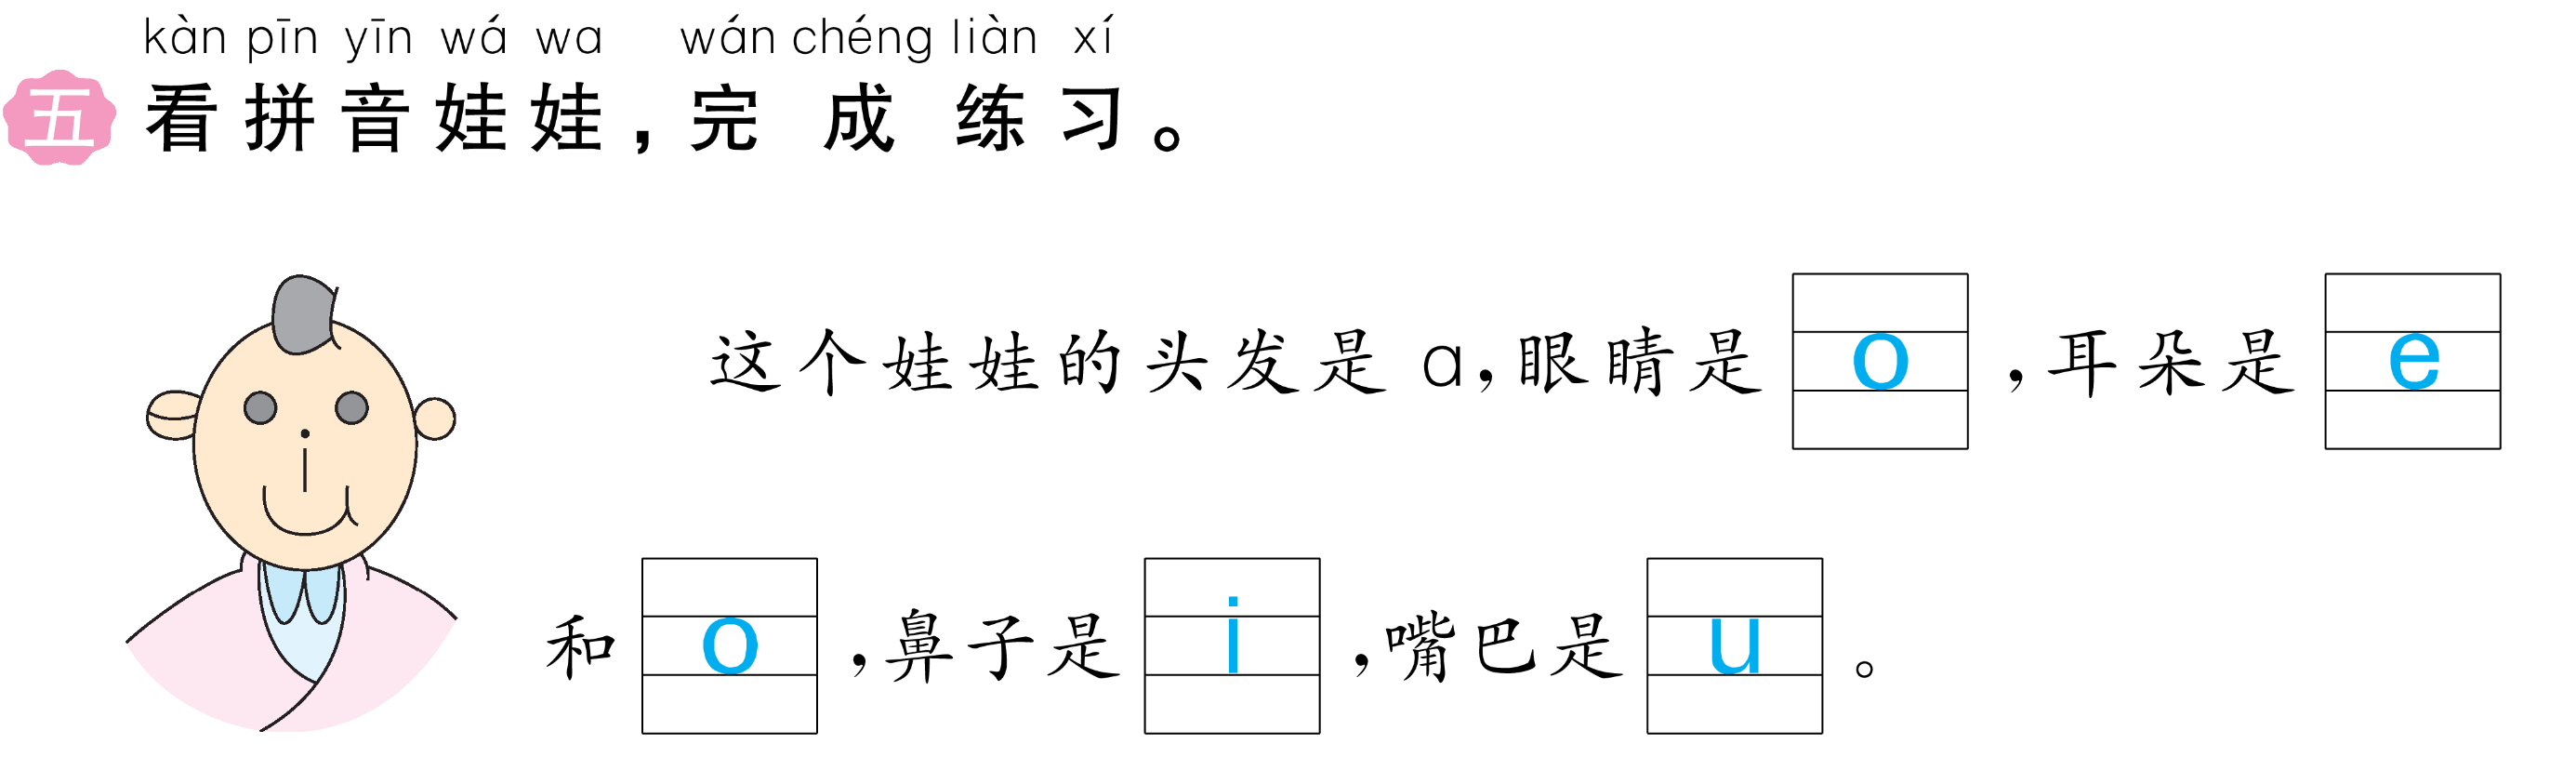 kàn pīn yīn wá wa wán chéng liàn xí
五 看拼音娃娃，完成练习。
这个娃娃的头发是 ɑ，眼睛是 o ，耳朵是 e
和 o ，鼻子是 i ，嘴巴是 u 。